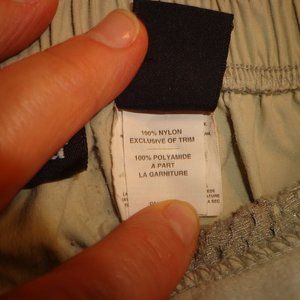 100% NYLON
EXCLUSIVE OF TRIM
100% POLYAMIDE
A PART
LA GARNITURE